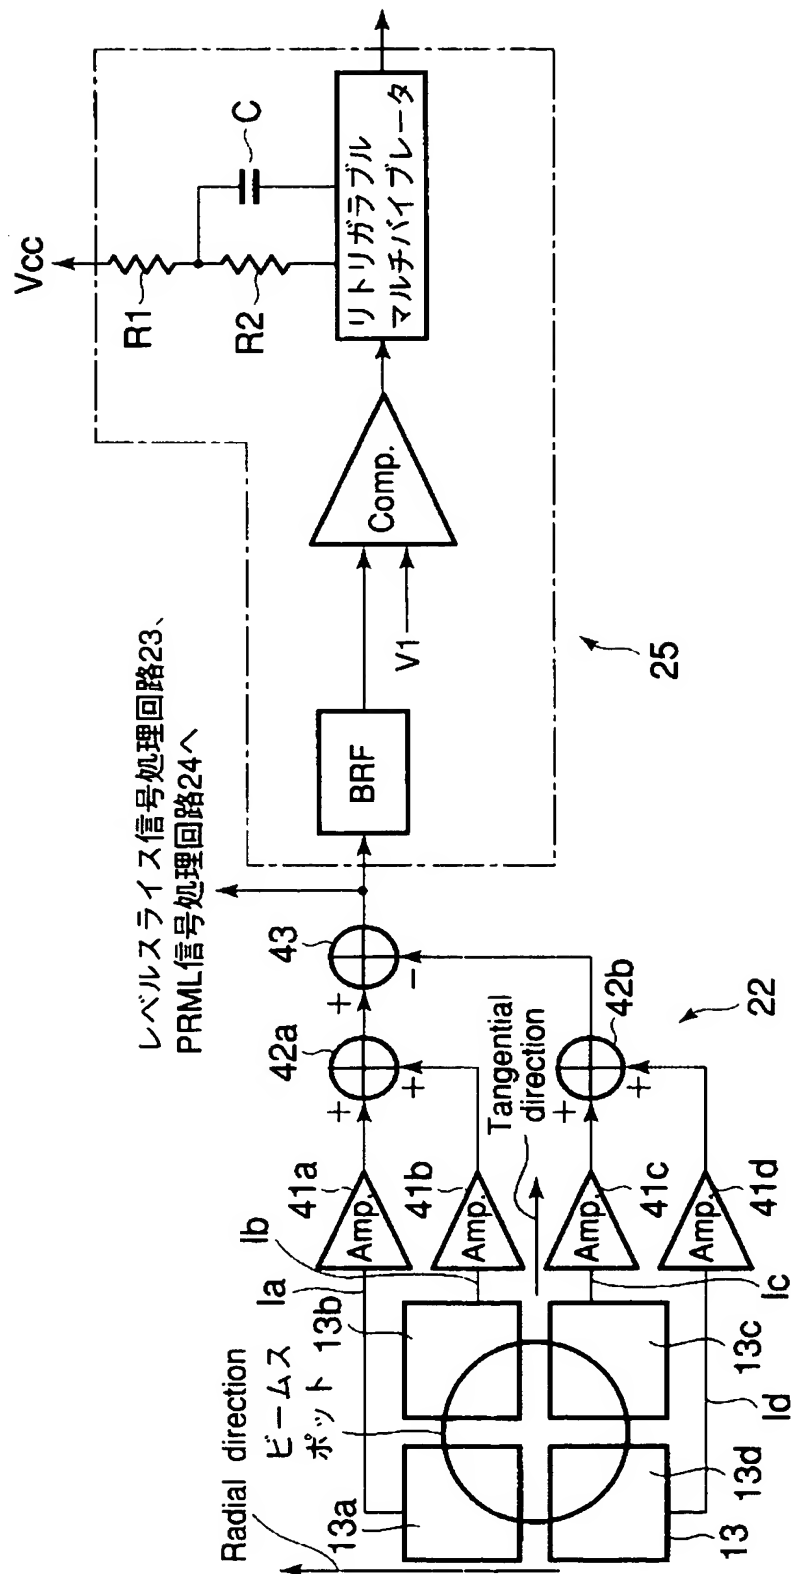 Radial direction
ビームス
ポット
13a
13b
13c
13d
13
Ia
Ib
Ic
Id
Amp.
41a
Amp.
41b
Amp.
41c
Amp.
41d
Tangential
direction
42a
+
+
42b
+
+
43
+
−
22
レベルスライス信号処理回路23、
PRML信号処理回路24へ
BRF
V1
Comp.
25
Vcc
R1
R2
C
リトリガラブル
マルチバイブレータ